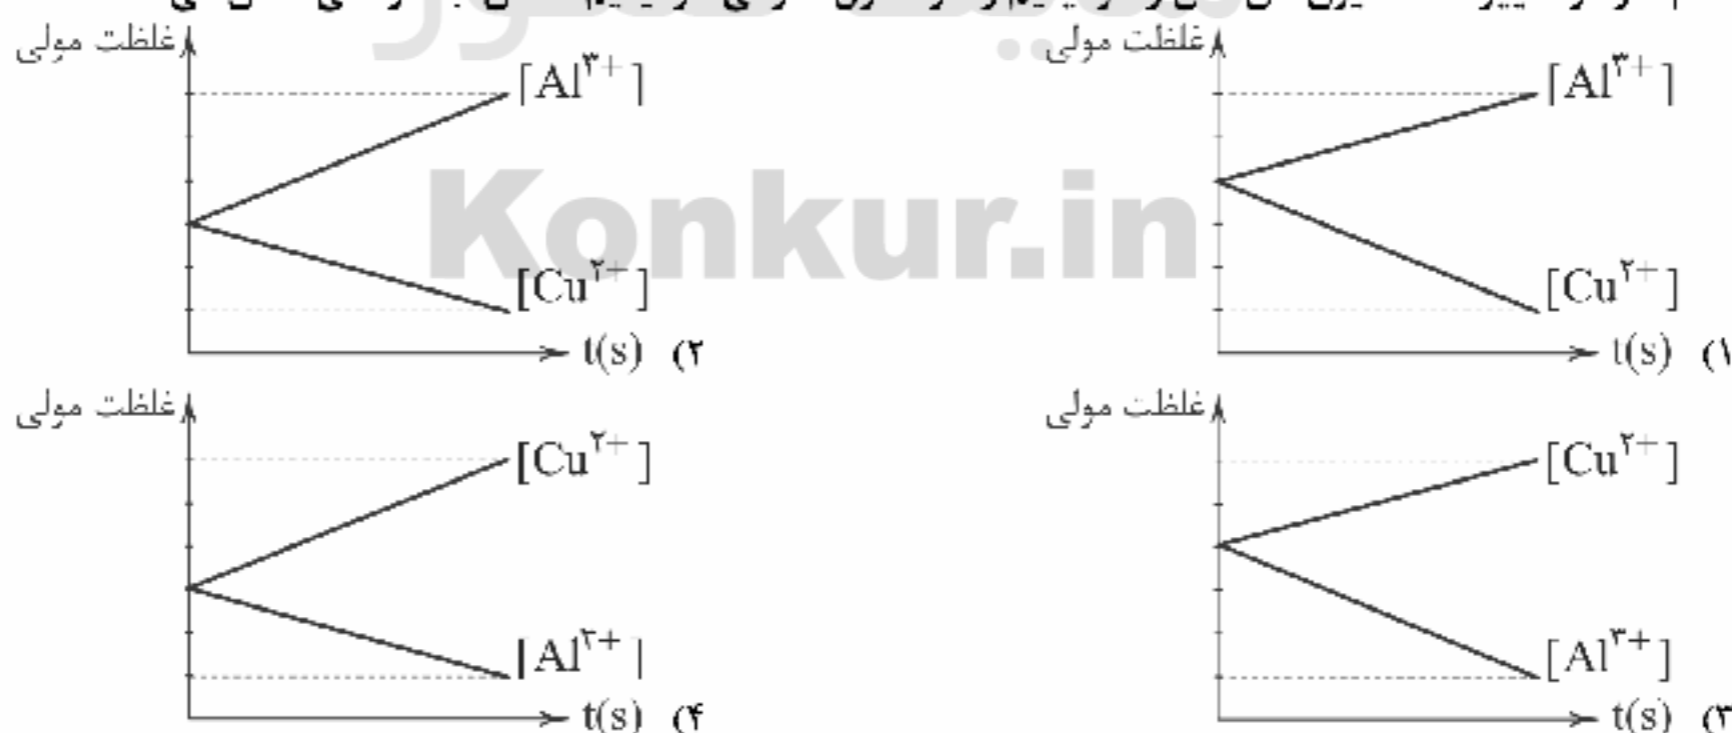 غلظت مولی
[Al³⁺]
[Cu²⁺]
t(s) (۱
غلظت مولی
[Al³⁺]
[Cu²⁺]
t(s) (۲
Konkur.in
غلظت مولی
[Cu²⁺]
[Al³⁺]
t(s) (۳
غلظت مولی
[Cu²⁺]
[Al³⁺]
t(s) (۴